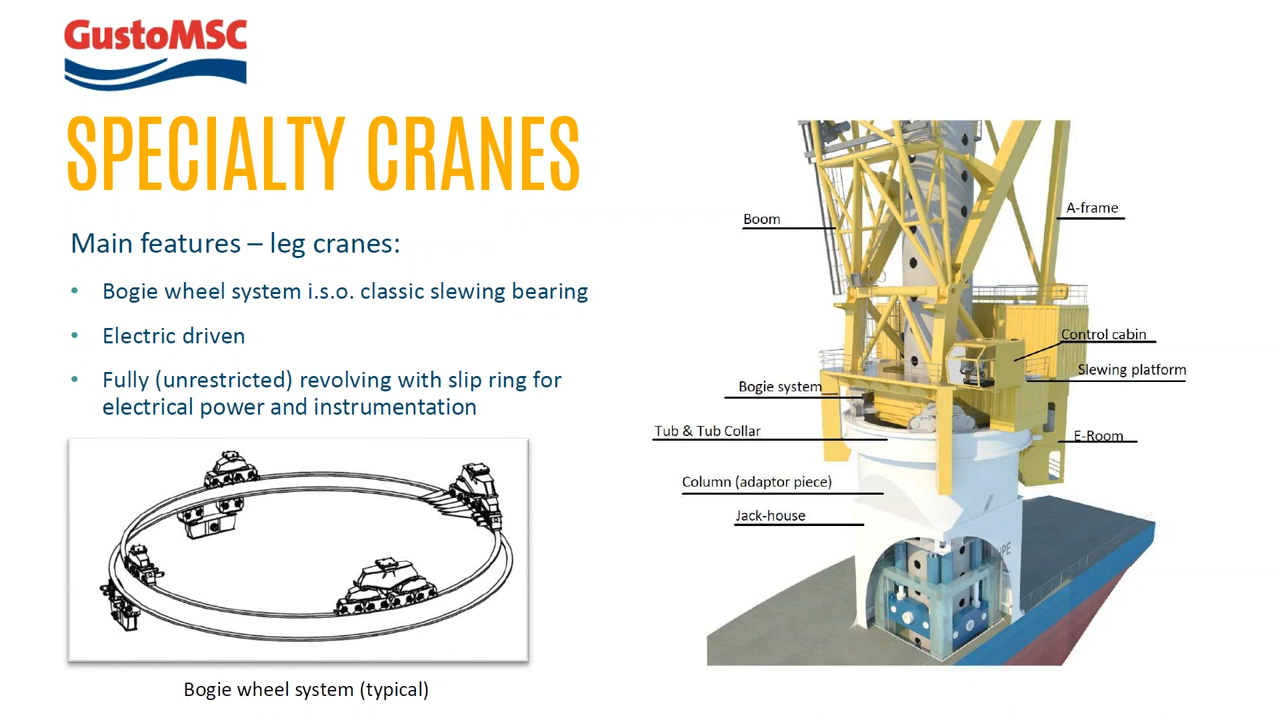 GustoMSC
SPECIALTY CRANES
Main features – leg cranes:
• Bogie wheel system i.s.o. classic slewing bearing
• Electric driven
• Fully (unrestricted) revolving with slip ring for
electrical power and instrumentation
Bogie wheel system (typical)
Boom
A-frame
Control cabin
Slewing platform
Bogie system
Tub & Tub Collar
E-Room
Column (adaptor piece)
Jack-house